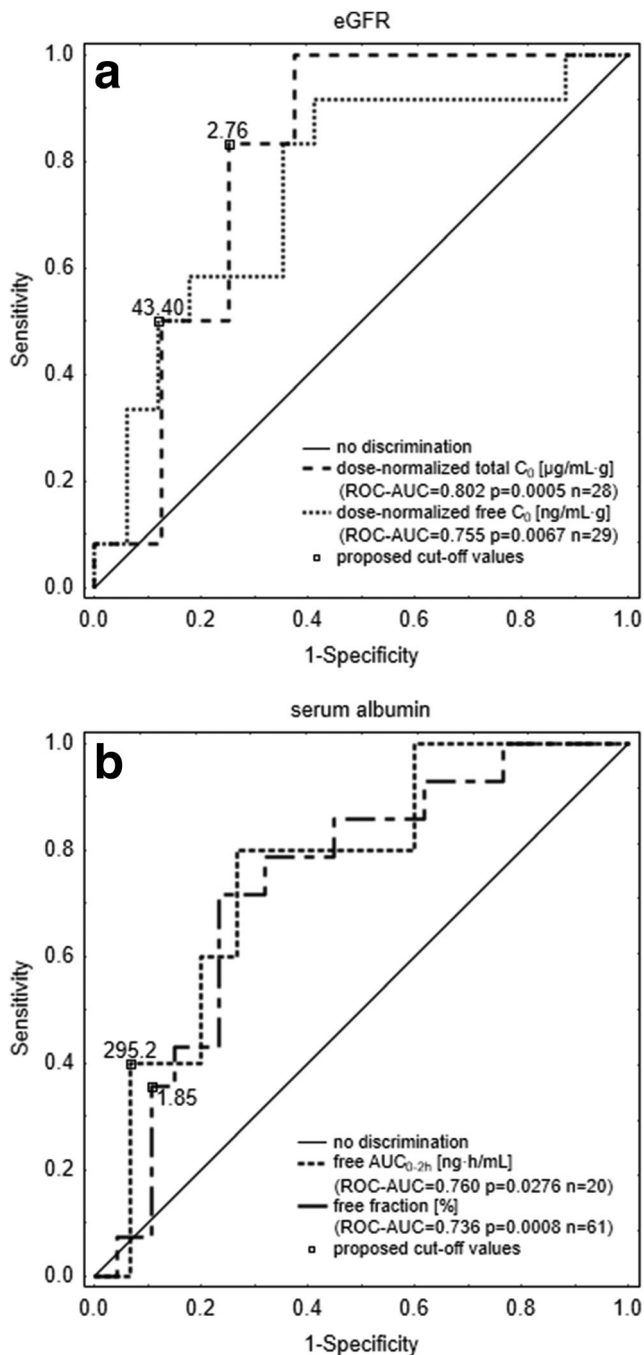 eGFR
a
1.0
0.8
0.6
0.4
0.2
0.0
Sensitivity
2.76
43.40
no discrimination
dose-normalized total C₀ [µg/mL·g]
(ROC-AUC=0.802 p=0.0005 n=28)
dose-normalized free C₀ [ng/mL·g]
(ROC-AUC=0.755 p=0.0067 n=29)
proposed cut-off values
0.0 0.2 0.4 0.6 0.8 1.0
1-Specificity
serum albumin
b
1.0
0.8
0.6
0.4
0.2
0.0
Sensitivity
295.2
1.85
no discrimination
free AUC₀₋₂ₕ [ng·h/mL]
(ROC-AUC=0.760 p=0.0276 n=20)
free fraction [%]
(ROC-AUC=0.736 p=0.0008 n=61)
proposed cut-off values
0.0 0.2 0.4 0.6 0.8 1.0
1-Specificity